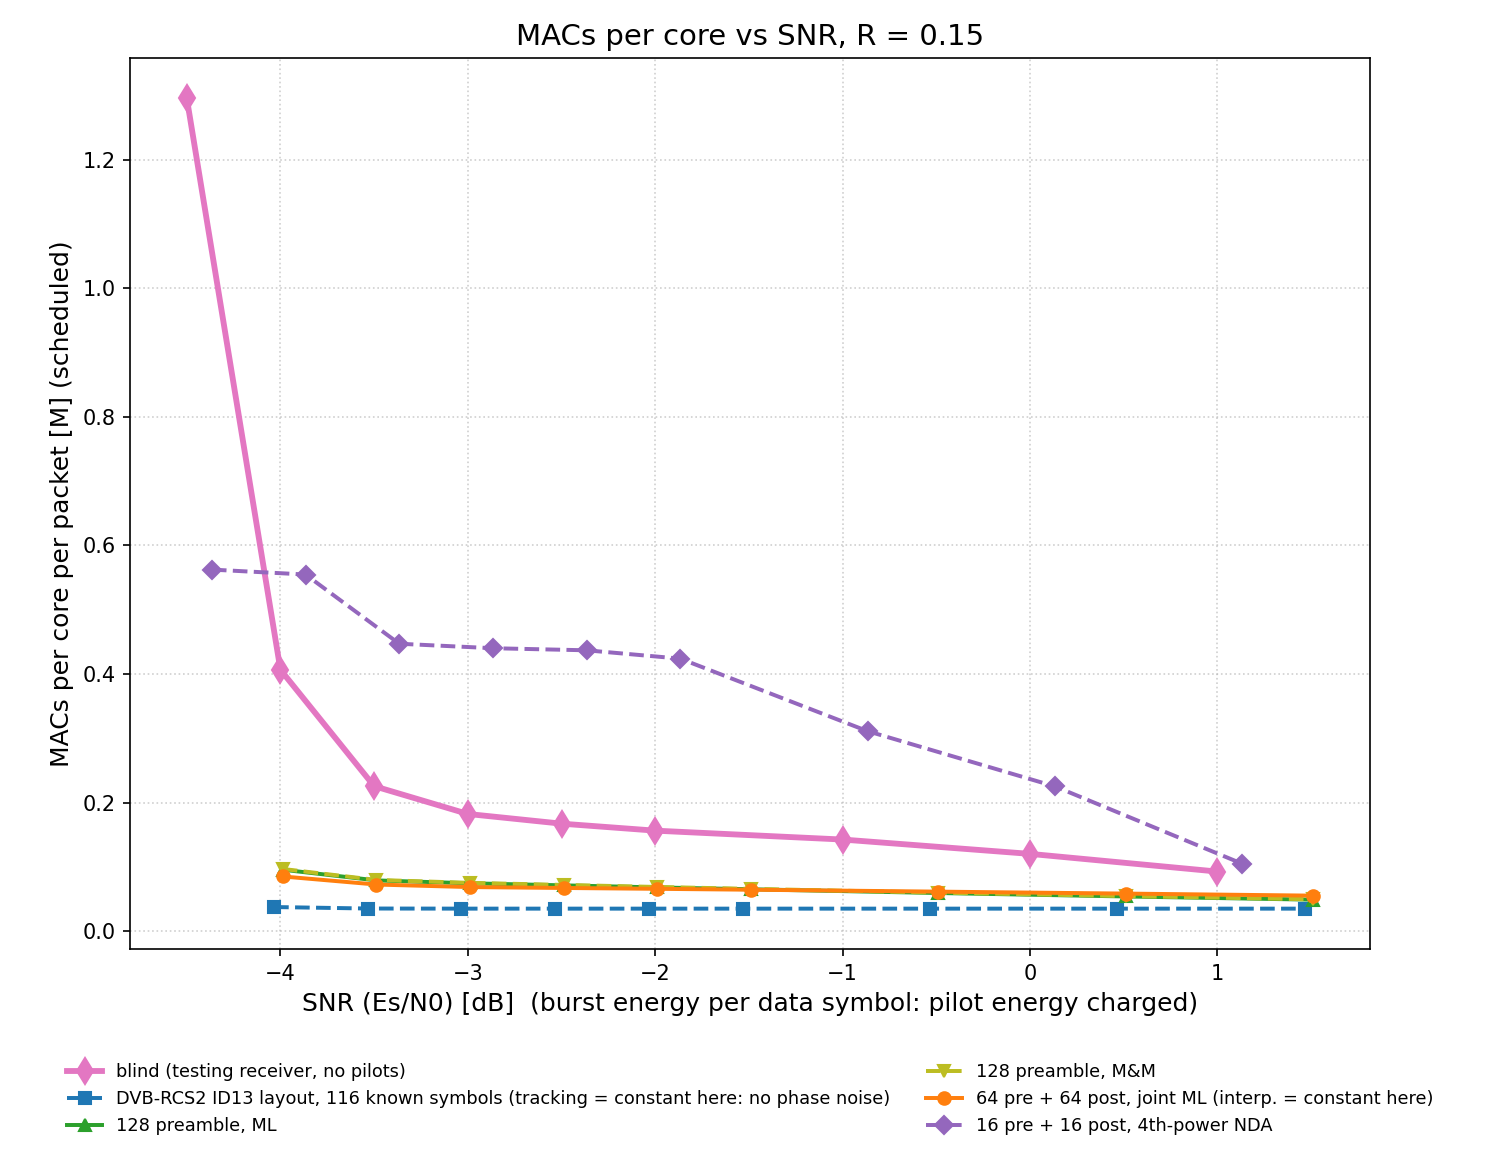 MACs per core vs SNR, R = 0.15
MACs per core per packet [M] (scheduled)
1.2
1.0
0.8
0.6
0.4
0.2
0.0
−4
−3
−2
−1
0
1
SNR (Es/N0) [dB]  (burst energy per data symbol: pilot energy charged)
blind (testing receiver, no pilots)
DVB-RCS2 ID13 layout, 116 known symbols (tracking = constant here: no phase noise)
128 preamble, ML
128 preamble, M&M
64 pre + 64 post, joint ML (interp. = constant here)
16 pre + 16 post, 4th-power NDA